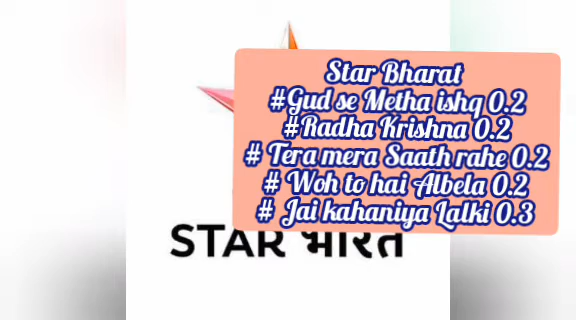 Star Bharat
#Gud se Metha ishq 0.2
#Radha Krishna 0.2
# Tera mera Saath rahe 0.2
# Woh to hai Albela 0.2
# Jai kahaniya Lalki 0.3
STAR भारत